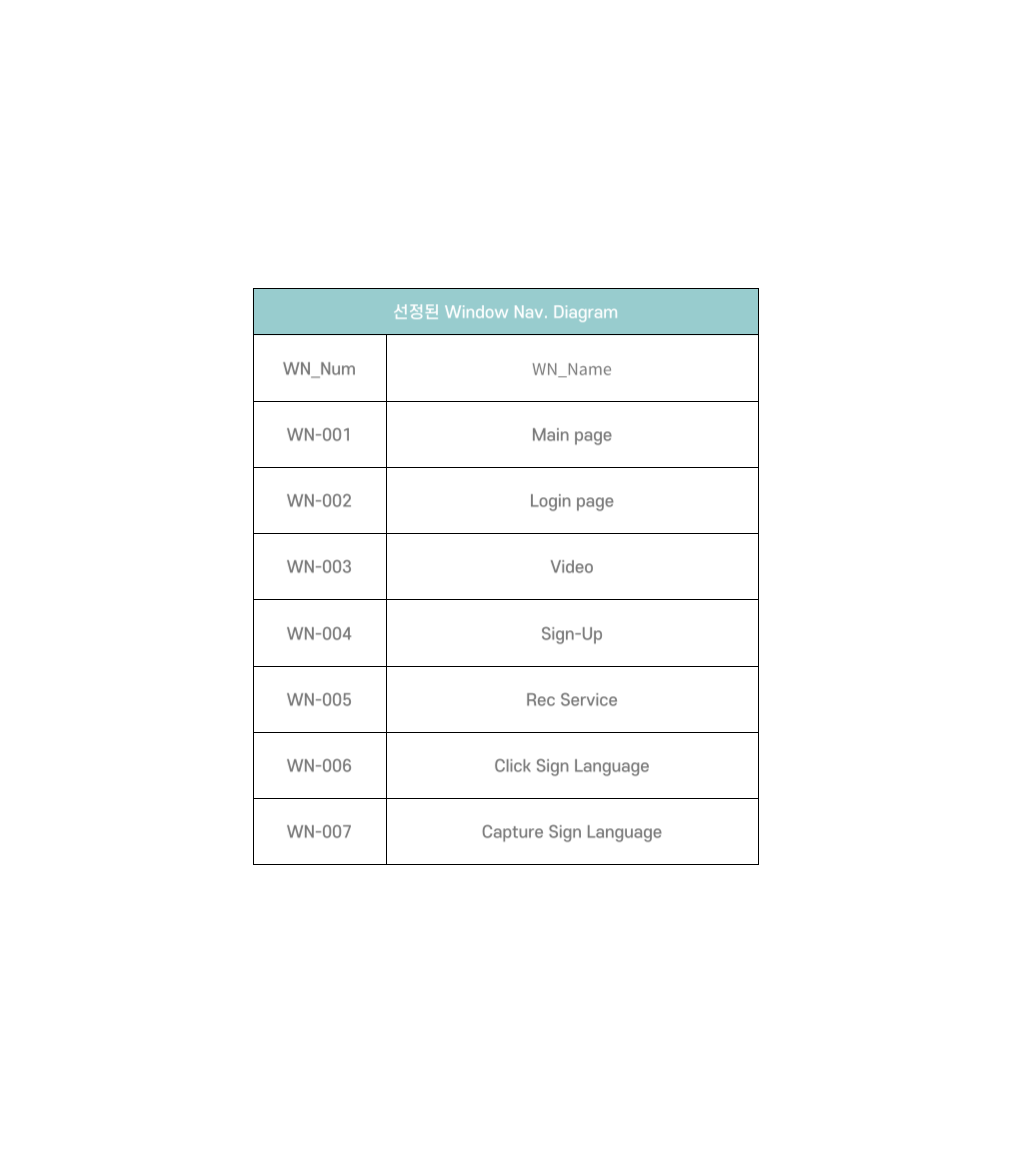 선정된 Window Nav. Diagram
WN_Num WN_Name
WN-001 Main page
WN-002 Login page
WN-003 Video
WN-004 Sign-Up
WN-005 Rec Service
WN-006 Click Sign Language
WN-007 Capture Sign Language